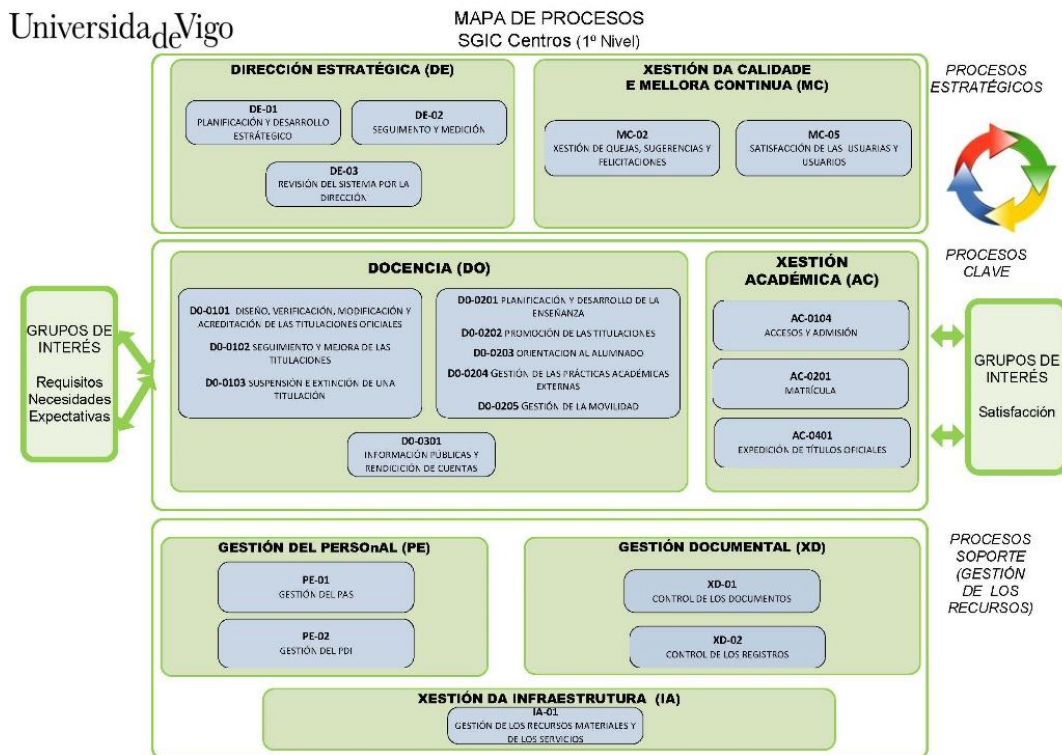 Universidade Vigo
MAPA DE PROCESOS
SGIC Centros (1º Nivel)
DIRECCIÓN ESTRATÉGICA (DE)
DE-01
PLANIFICACIÓN Y DESARROLLO
ESTRÁTEGICO
DE-02
SEGUIMENTO Y MEDICIÓN
DE-03
REVISIÓN DEL SISTEMA POR LA
DIRECCIÓN
XESTIÓN DA CALIDADE
E MELLORA CONTINUA (MC)
MC-02
XESTIÓN DE QUEJAS, SUGERENCIAS Y
FELICITACIONES
MC-05
SATISFACCIÓN DE LAS USUARIAS Y
USUARIOS
PROCESOS
ESTRATÉGICOS
GRUPOS DE
INTERÉS
Requisitos
Necesidades
Expectativas
DOCENCIA (DO)
D0-0101 DISEÑO, VERIFICACIÓN, MODIFICACIÓN Y
ACREDITACIÓN DE LAS TITULACIONES OFICIALES
D0-0102 SEGUIMENTO Y MEJORA DE LAS
TITULACIONES
D0-0103 SUSPENSIÓN E EXTINCIÓN DE UNA
TITULACIÓN
D0-0201 PLANIFICACIÓN Y DESARROLLO DE LA
ENSEÑANZA
D0-0202 PROMOCIÓN DE LAS TITULACIONES
D0-0203 ORIENTACION AL ALUMNADO
D0-0204 GESTIÓN DE LAS PRÁCTICAS ACADÉMICAS
EXTERNAS
D0-0205 GESTIÓN DE LA MOVILIDAD
D0-0301
INFORMACIÓN PÚBLICAS Y
RENDICICIÓN DE CUENTAS
XESTIÓN
ACADÉMICA (AC)
AC-0104
ACCESOS Y ADMISIÓN
AC-0201
MATRÍCULA
AC-0401
EXPEDICIÓN DE TÍTULOS OFICIALES
PROCESOS
CLAVE
GRUPOS DE
INTERÉS
Satisfacción
GESTIÓN DEL PERSOnAL (PE)
PE-01
GESTIÓN DEL PAS
PE-02
GESTIÓN DEL PDI
GESTIÓN DOCUMENTAL (XD)
XD-01
CONTROL DE LOS DOCUMENTOS
XD-02
CONTROL DE LOS REGISTROS
PROCESOS
SOPORTE
(GESTIÓN
DE LOS
RECURSOS)
XESTIÓN DA INFRAESTRUTURA (IA)
IA-01
GESTIÓN DE LOS RECURSOS MATERIALES Y
DE LOS SERVICIOS